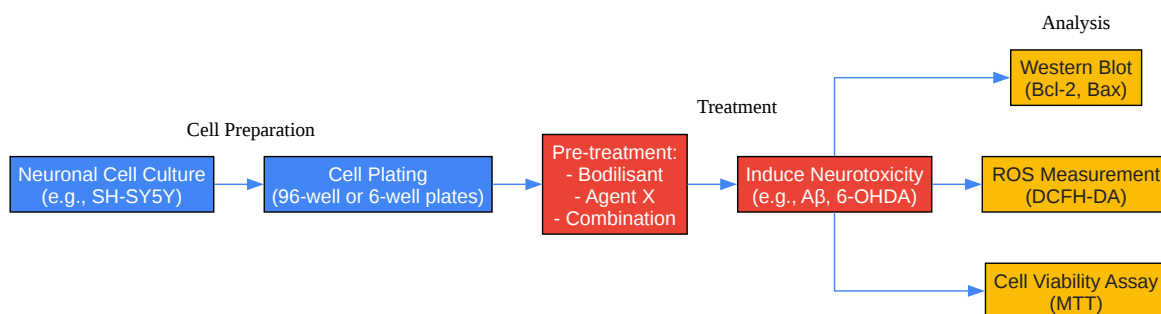 Analysis
Western Blot
(Bcl-2, Bax)
Treatment
Cell Preparation
Neuronal Cell Culture
(e.g., SH-SY5Y)
Cell Plating
(96-well or 6-well plates)
Pre-treatment:
- Bodilisant
- Agent X
- Combination
Induce Neurotoxicity
(e.g., Aβ, 6-OHDA)
ROS Measurement
(DCFH-DA)
Cell Viability Assay
(MTT)